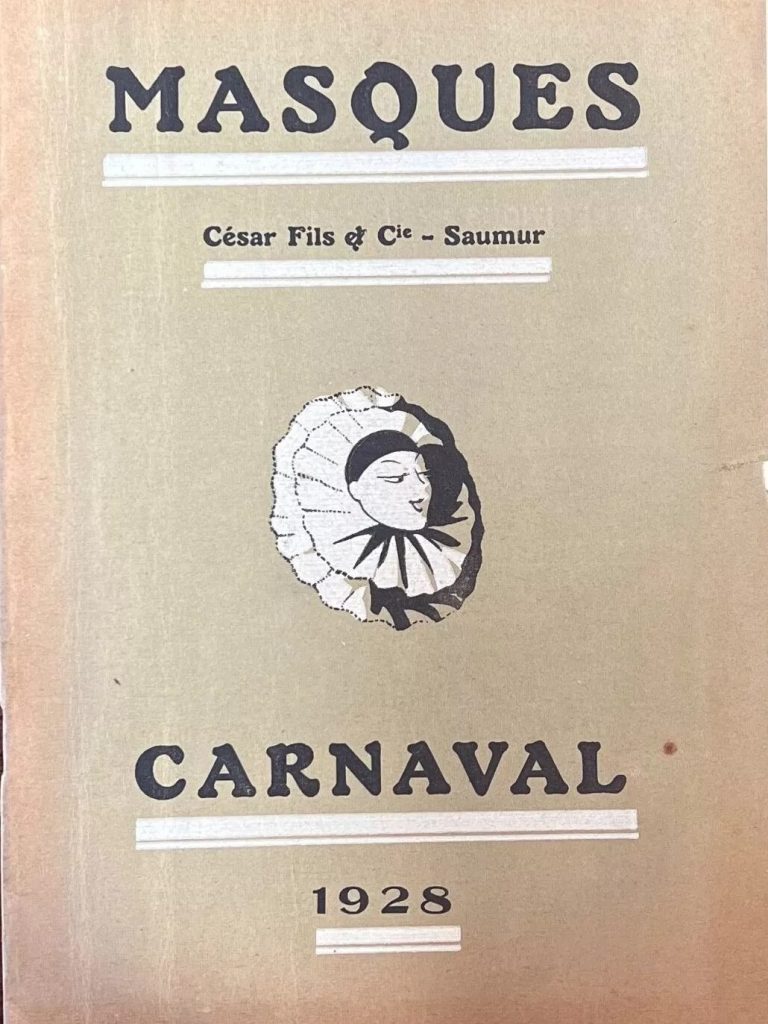 MASQUES
César Fils & Cie - Saumur
CARNAVAL
1928